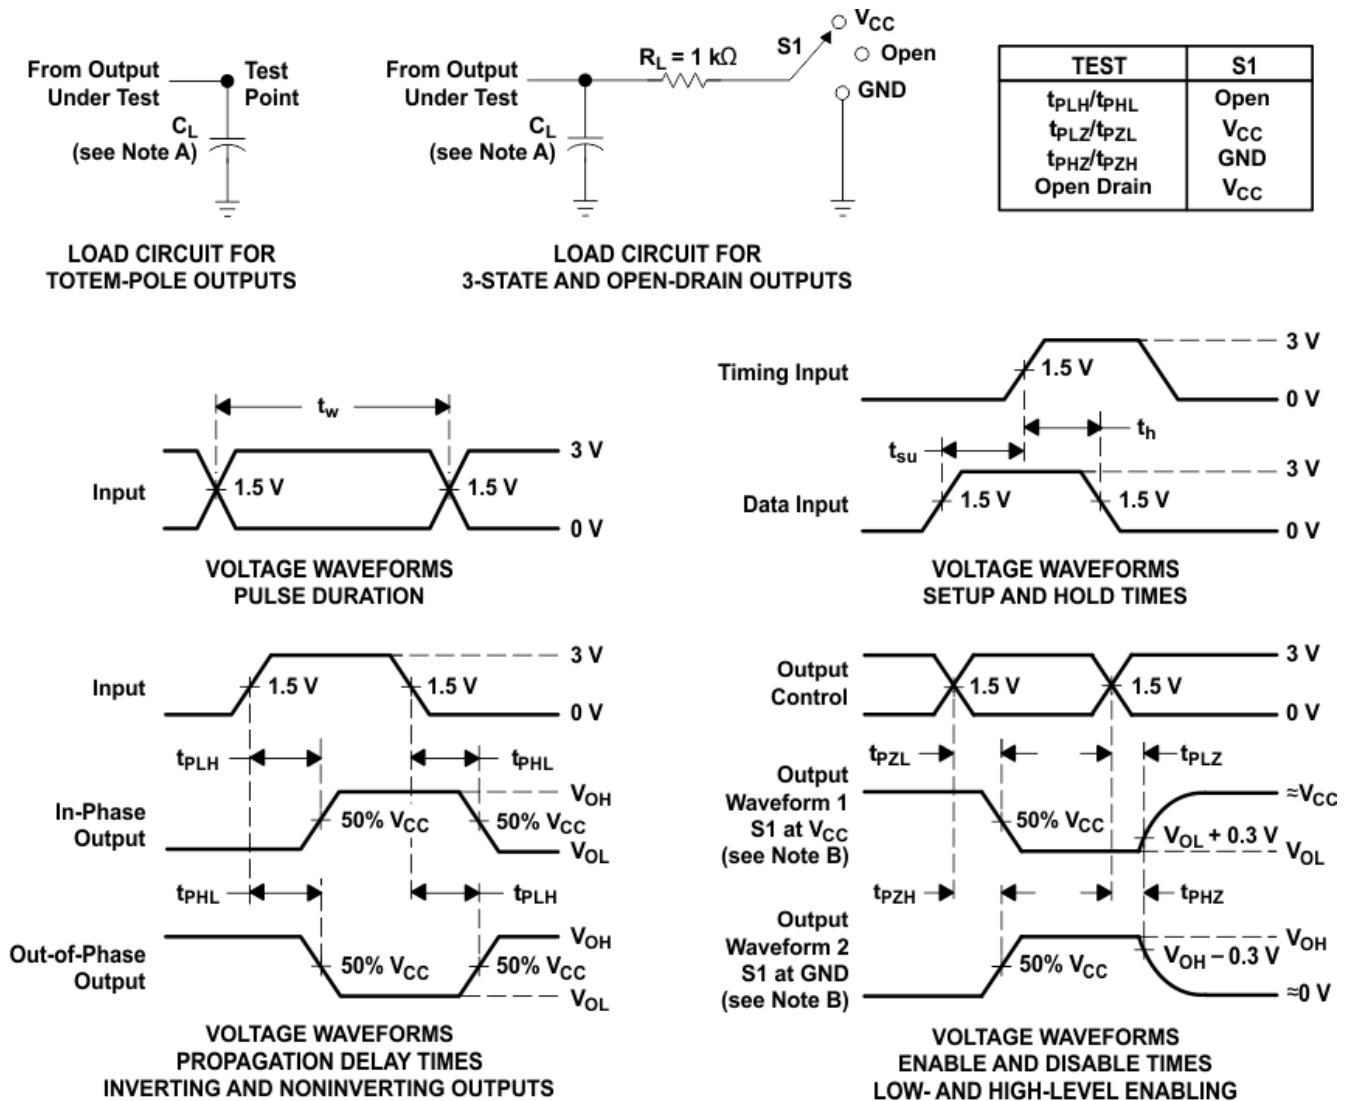 From Output
Under Test
Test
Point
CL
(see Note A)
LOAD CIRCUIT FOR
TOTEM-POLE OUTPUTS
From Output
Under Test
RL = 1 kΩ
S1
VCC
Open
GND
CL
(see Note A)
LOAD CIRCUIT FOR
3-STATE AND OPEN-DRAIN OUTPUTS
TEST S1
tPLH/tPHL Open
tPLZ/tPZL VCC
tPHZ/tPZH GND
Open Drain VCC
tw
Input
1.5 V
1.5 V
3 V
0 V
VOLTAGE WAVEFORMS
PULSE DURATION
Timing Input
1.5 V
3 V
0 V
th
tsu
Data Input
1.5 V
1.5 V
3 V
0 V
VOLTAGE WAVEFORMS
SETUP AND HOLD TIMES
Input
1.5 V
1.5 V
3 V
0 V
tPLH
tPHL
In-Phase
Output
50% VCC
50% VCC
VOH
VOL
tPHL
tPLH
Out-of-Phase
Output
50% VCC
50% VCC
VOH
VOL
VOLTAGE WAVEFORMS
PROPAGATION DELAY TIMES
INVERTING AND NONINVERTING OUTPUTS
Output
Control
1.5 V
1.5 V
3 V
0 V
tPZL
tPLZ
Output
Waveform 1
S1 at VCC
(see Note B)
50% VCC
≈VCC
VOL + 0.3 V
VOL
tPZH
tPHZ
Output
Waveform 2
S1 at GND
(see Note B)
50% VCC
VOH
VOH − 0.3 V
≈0 V
VOLTAGE WAVEFORMS
ENABLE AND DISABLE TIMES
LOW- AND HIGH-LEVEL ENABLING